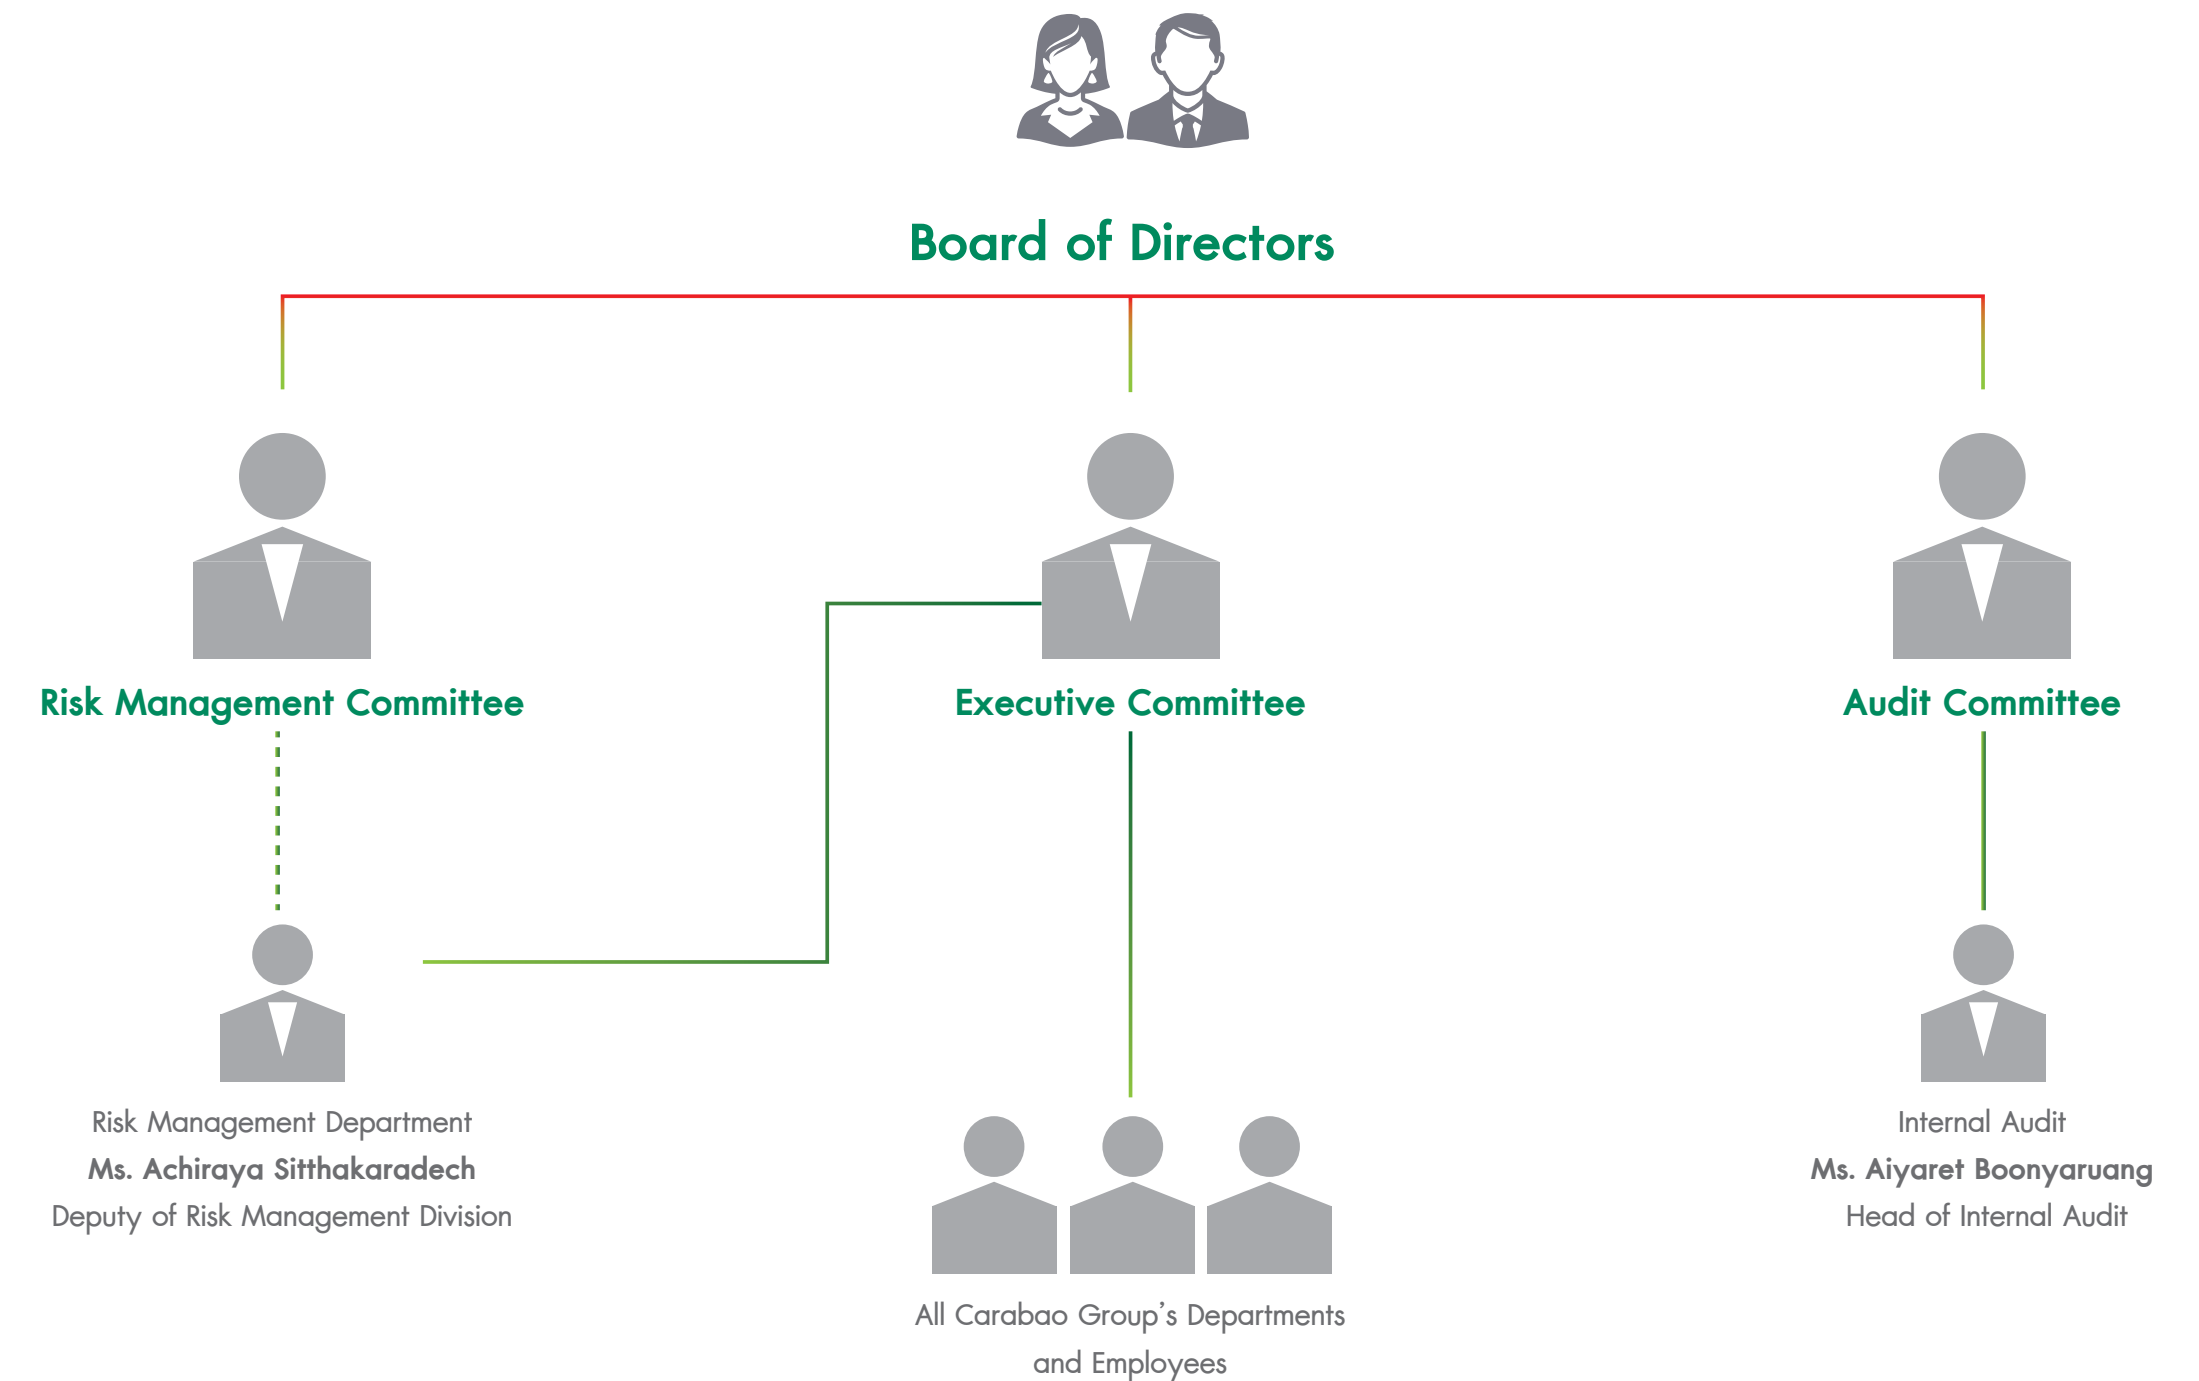 Board of Directors
Risk Management Committee
Executive Committee
Audit Committee
Risk Management Department
Ms. Achiraya Sitthakaradech
Deputy of Risk Management Division
Internal Audit
Ms. Aiyaret Boonyaruang
Head of Internal Audit
All Carabao Group’s Departments
and Employees